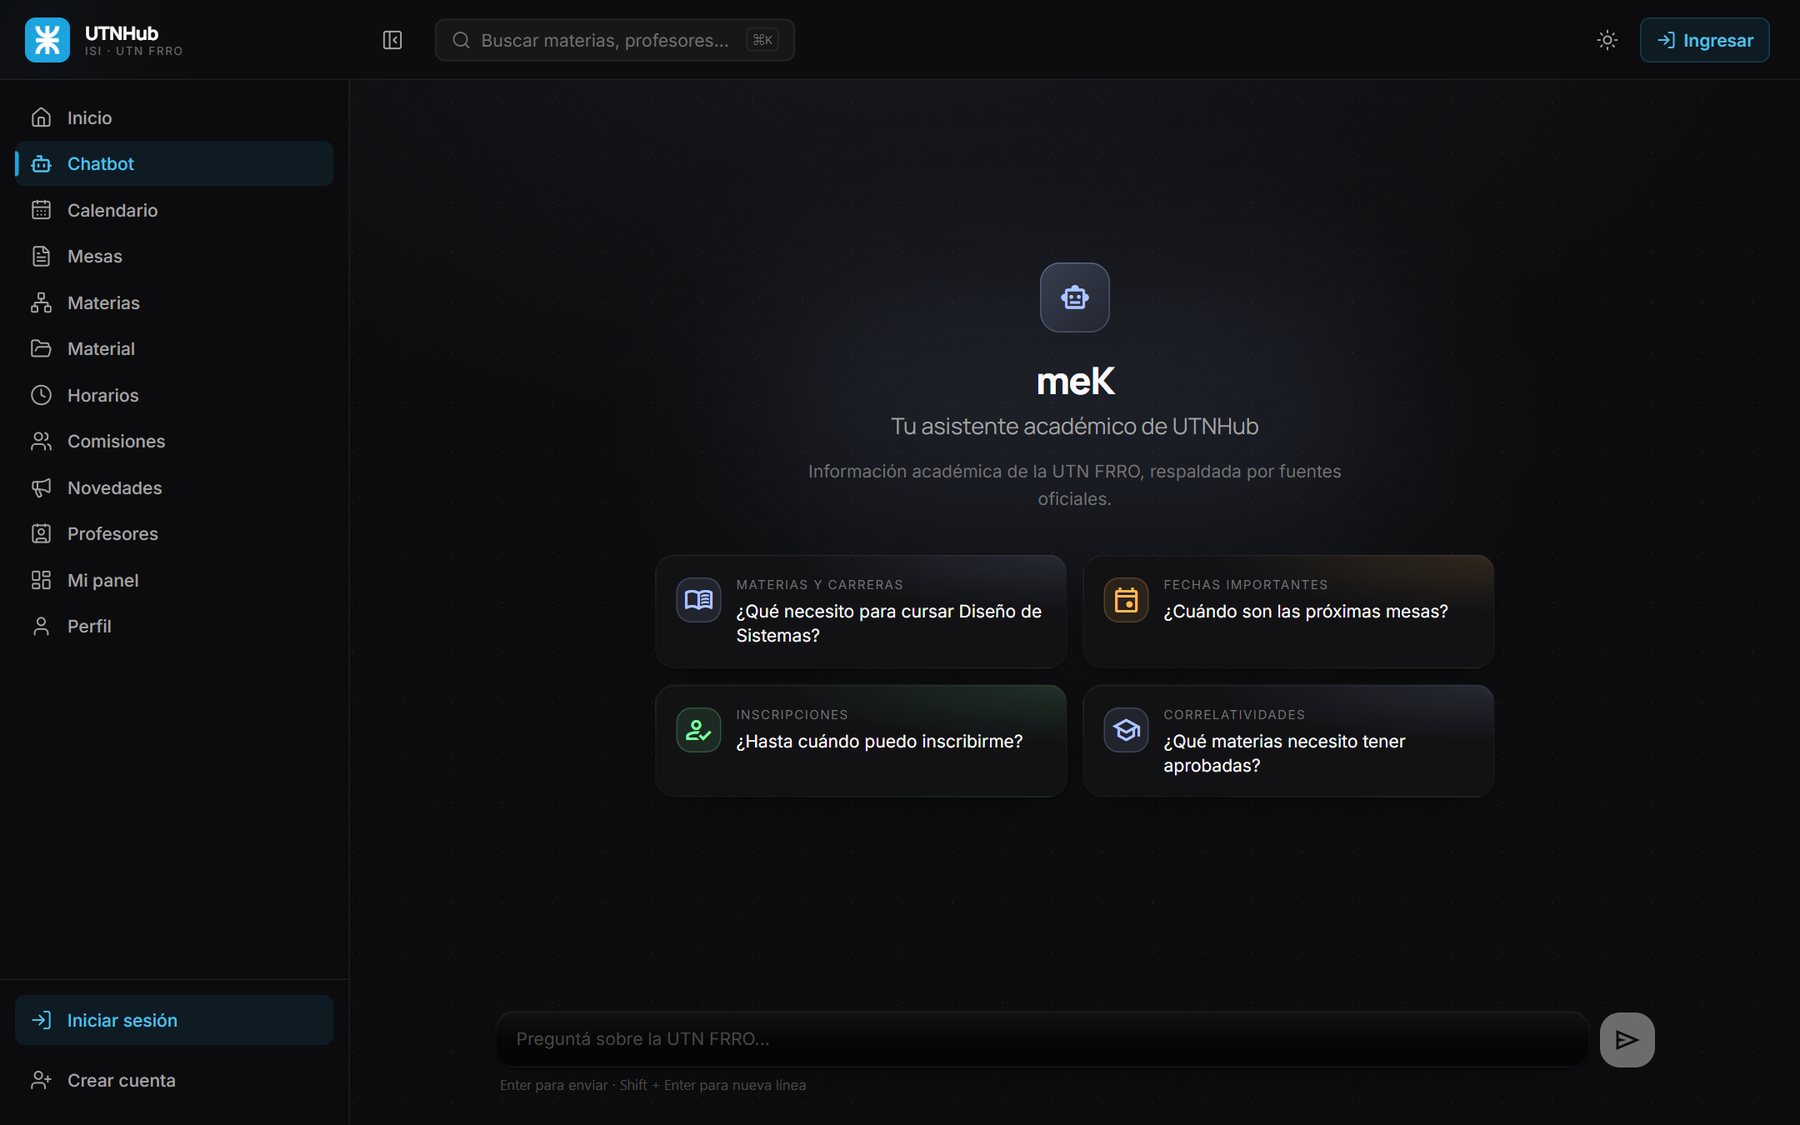 UTNHub
ISI · UTN FRRO
Buscar materias, profesores...
⌘K
Ingresar
Inicio
Chatbot
Calendario
Mesas
Materias
Material
Horarios
Comisiones
Novedades
Profesores
Mi panel
Perfil
Iniciar sesión
Crear cuenta
meK
Tu asistente académico de UTNHub
Información académica de la UTN FRRO, respaldada por fuentes
oficiales.
MATERIAS Y CARRERAS
¿Qué necesito para cursar Diseño de
Sistemas?
FECHAS IMPORTANTES
¿Cuándo son las próximas mesas?
INSCRIPCIONES
¿Hasta cuándo puedo inscribirme?
CORRELATIVIDADES
¿Qué materias necesito tener
aprobadas?
Preguntá sobre la UTN FRRO...
Enter para enviar · Shift + Enter para nueva línea